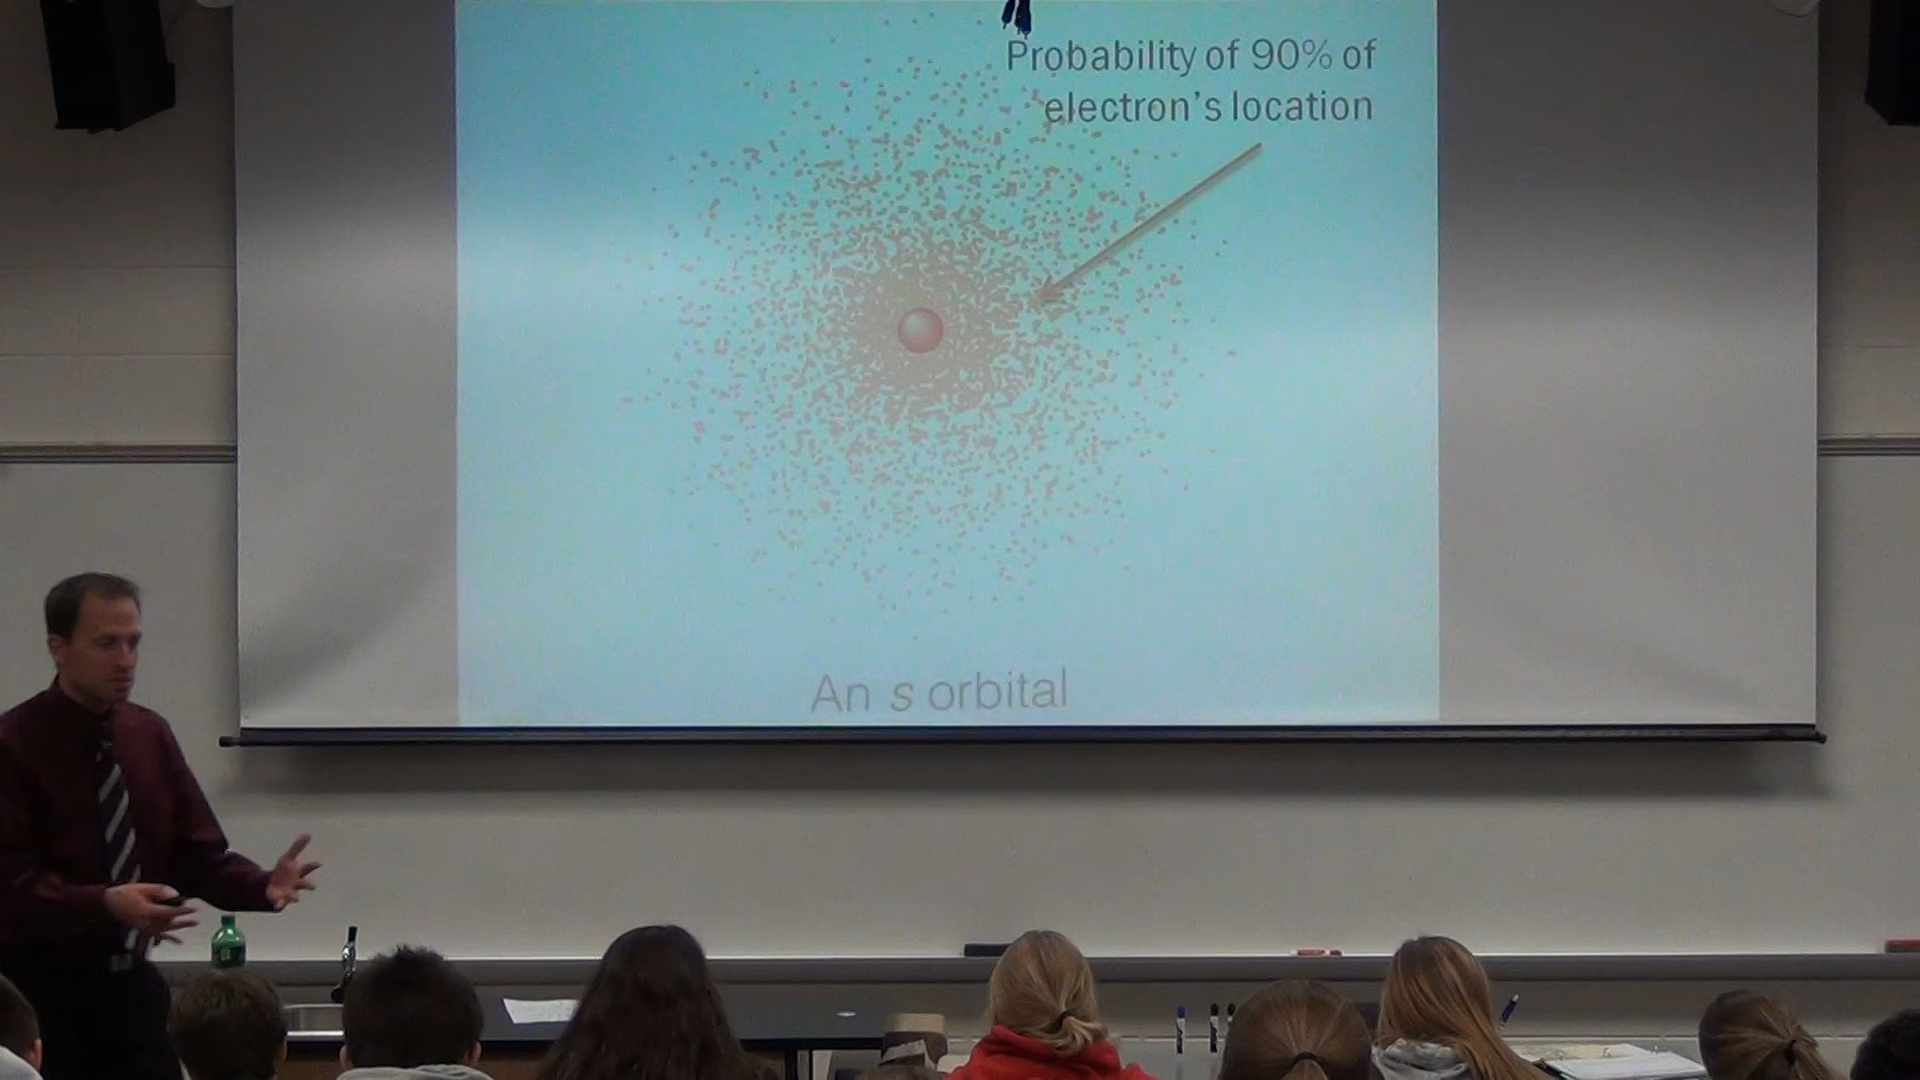 Probability of 90% of
electron's location
An s orbital